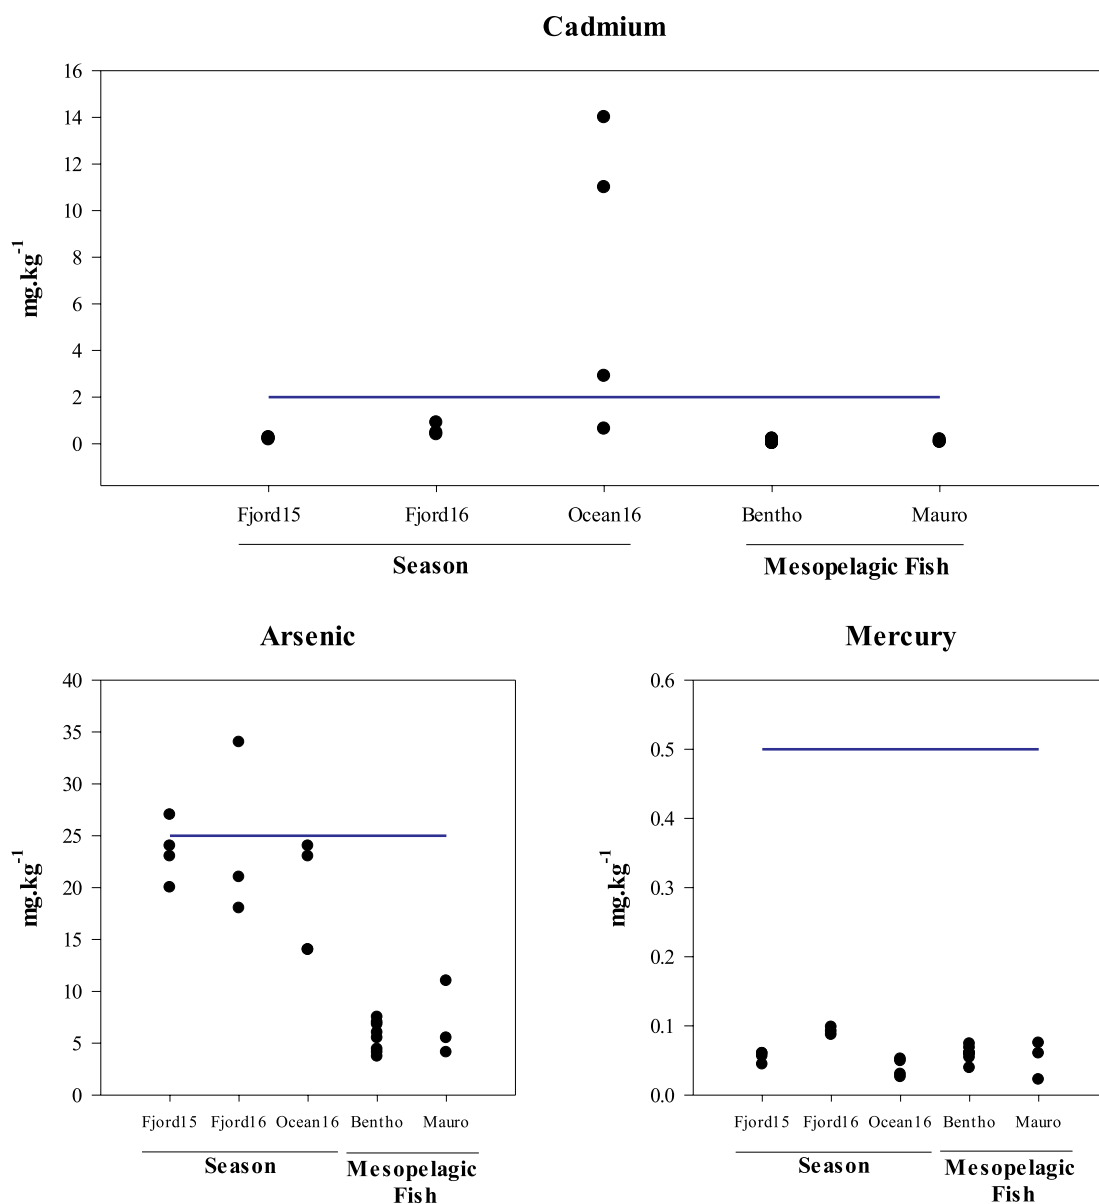 Cadmium
16
14
12
10
8
6
4
2
0
mg.kg⁻¹
Fjord15 Fjord16 Ocean16 Bentho Mauro
Season Mesopelagic Fish
Arsenic
40
35
30
25
20
15
10
5
0
mg.kg⁻¹
Fjord15 Fjord16 Ocean16 Bentho Mauro
Season Mesopelagic
Fish
Mercury
0.6
0.5
0.4
0.3
0.2
0.1
0.0
mg.kg⁻¹
Fjord15 Fjord16 Ocean16 Bentho Mauro
Season Mesopelagic
Fish